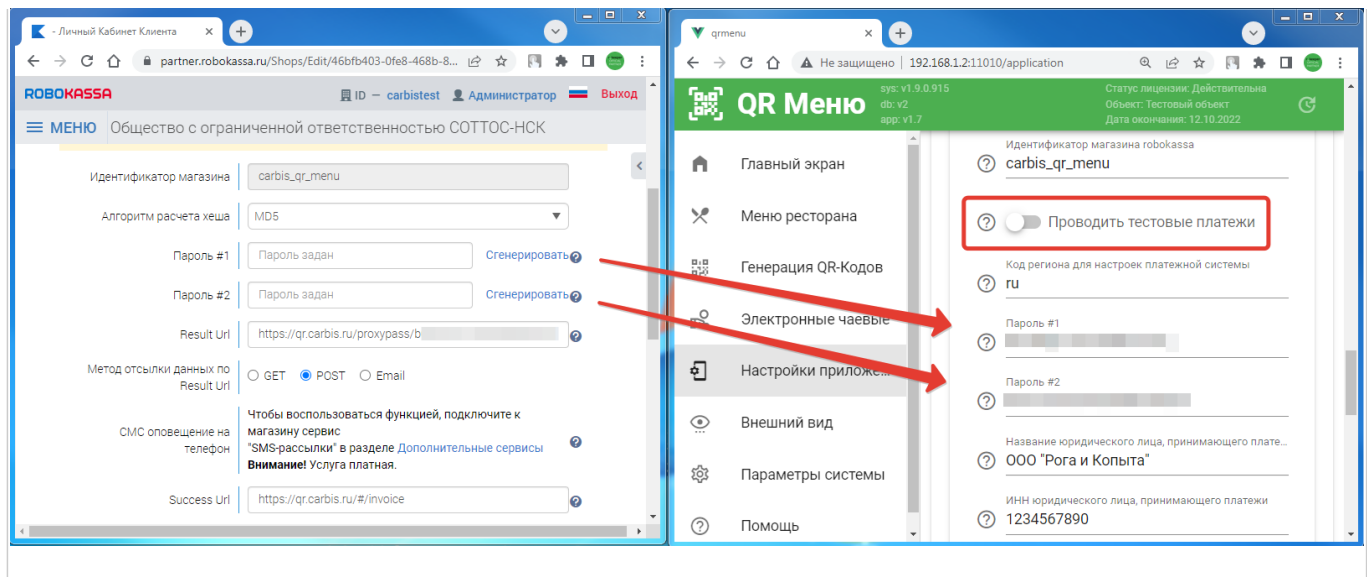 - Личный Кабинет Клиента
partner.robokassa.ru/Shops/Edit/46bfb403-0fe8-468b-8...
ROBOKASSA
ID — carbistest
Администратор
Выход
МЕНЮ
Общество с ограниченной ответственностью СОТТОС-НСК
Идентификатор магазина
carbis_qr_menu
Алгоритм расчета хеша
MD5
Пароль #1
Пароль задан
Сгенерировать
Пароль #2
Пароль задан
Сгенерировать
Result Url
https://qr.carbis.ru/proxypass/b
Метод отсылки данных по
Result Url
GET
POST
Email
СМС оповещение на
телефон
Чтобы воспользоваться функцией, подключите к
магазину сервис
"SMS-рассылки" в разделе Дополнительные сервисы
Внимание! Услуга платная.
Success Url
https://qr.carbis.ru/#/invoice
qrmenu
Не защищено
192.168.1.2:11010/application
QR Меню
sys: v1.9.0.915
db: v2
app: v1.7
Статус лицензии: Действительна
Объект: Тестовый объект
Дата окончания: 12.10.2022
Главный экран
Меню ресторана
Генерация QR-Кодов
Электронные чаевые
Настройки приложе...
Внешний вид
Параметры системы
Помощь
Идентификатор магазина robokassa
carbis_qr_menu
Проводить тестовые платежи
Код региона для настроек платежной системы
ru
Пароль #1
Пароль #2
Название юридического лица, принимающего плате...
ООО "Рога и Копыта"
ИНН юридического лица, принимающего платежи
1234567890